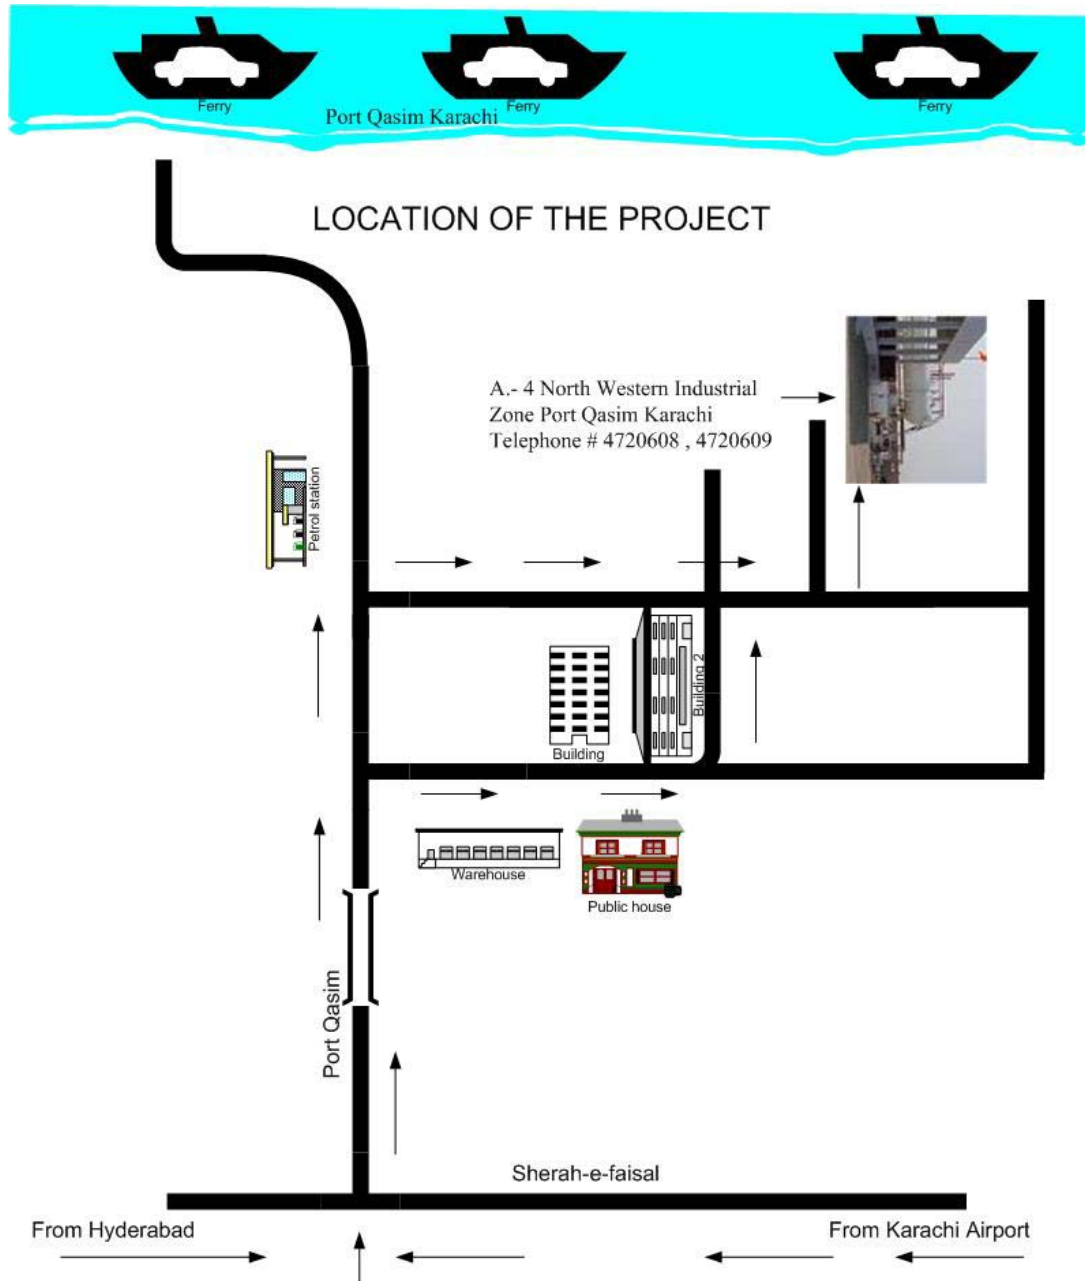 Ferry
Ferry
Ferry
Port Qasim Karachi
LOCATION OF THE PROJECT
A.- 4 North Western Industrial
Zone Port Qasim Karachi
Telephone # 4720608 , 4720609
Petrol station
Building 2
Building
Warehouse
Public house
Port Qasim
Sherah-e-faisal
From Hyderabad
From Karachi Airport